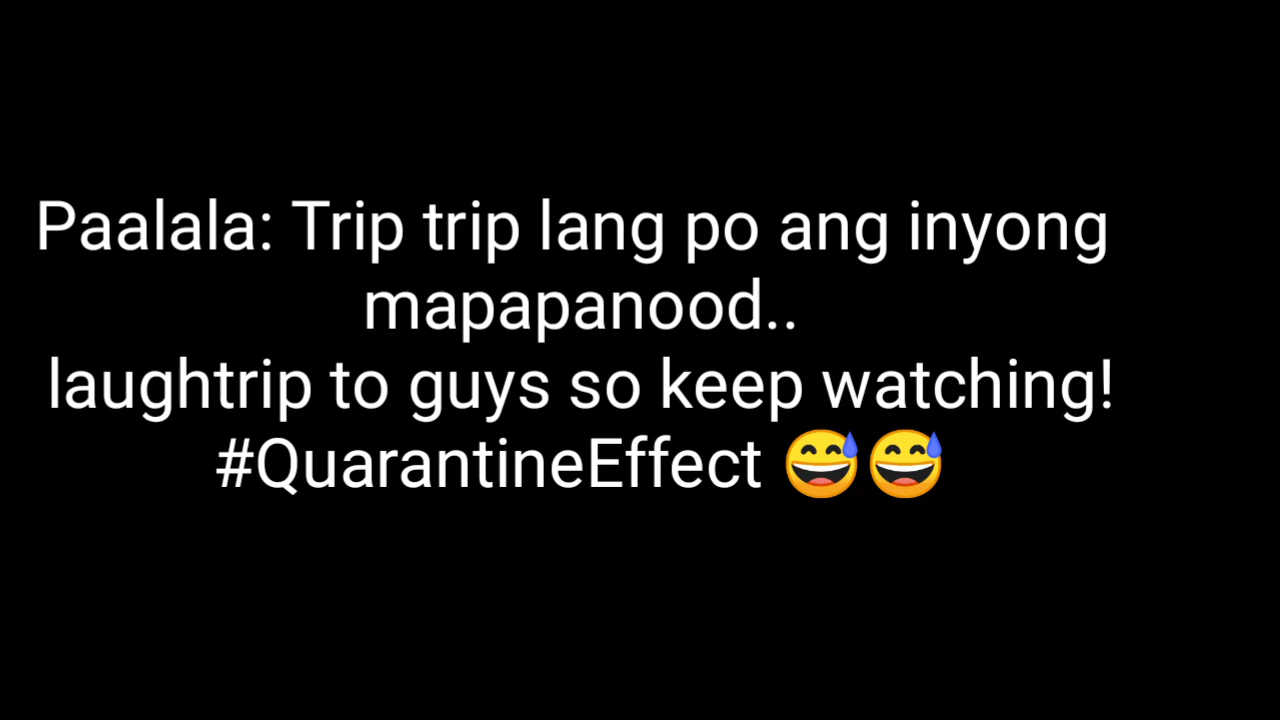 Paalala: Trip trip lang po ang inyong
mapapanood..
laughtrip to guys so keep watching!
#QuarantineEffect 😅😅